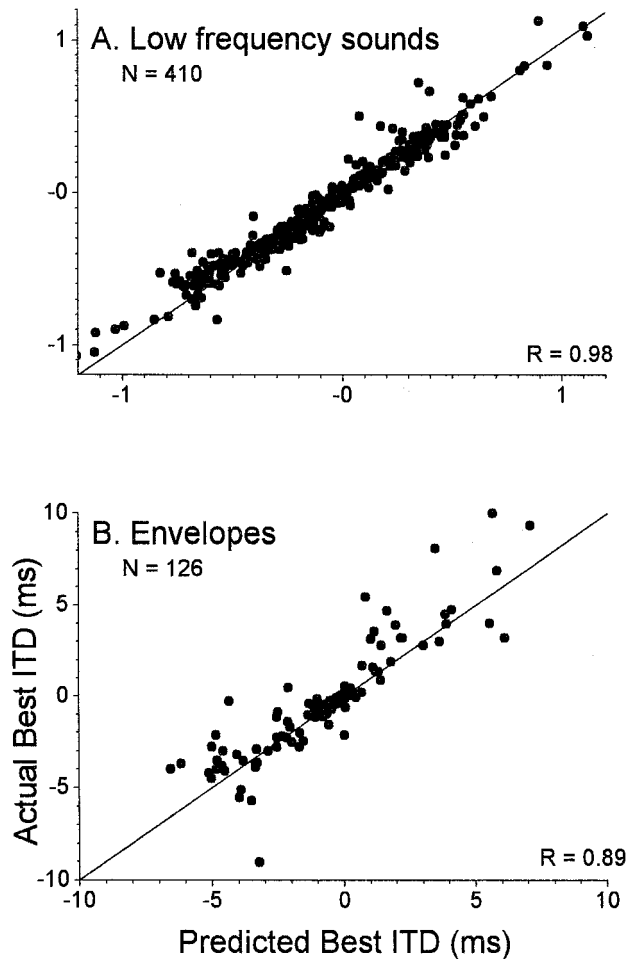 A. Low frequency sounds
N = 410
1
-0
-1
R = 0.98
-1
-0
1
B. Envelopes
N = 126
10
5
0
-5
-10
R = 0.89
-10
-5
0
5
10
Actual Best ITD (ms)
Predicted Best ITD (ms)